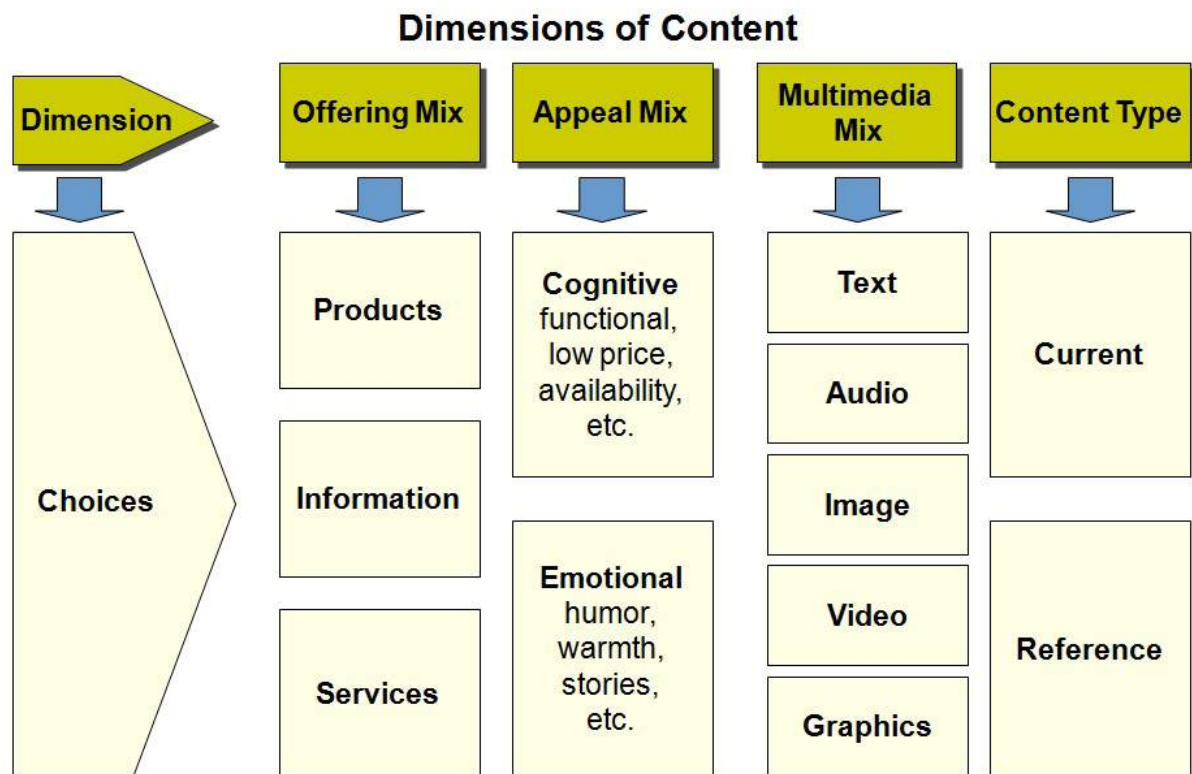 Dimensions of Content
Dimension
Offering Mix
Appeal Mix
Multimedia
Mix
Content Type
Choices
Products
Information
Services
Cognitive
functional,
low price,
availability,
etc.
Emotional
humor,
warmth,
stories,
etc.
Text
Audio
Image
Video
Graphics
Current
Reference